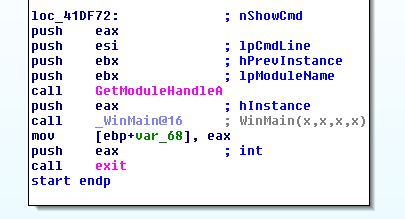 loc_41DF72: ; nShowCmd
push eax
push esi ; lpCmdLine
push ebx ; hPrevInstance
push ebx ; lpModuleName
call GetModuleHandleA
push eax ; hInstance
call _WinMain@16 ; WinMain(x,x,x,x)
mov [ebp+var_68], eax
push eax ; int
call exit
start endp